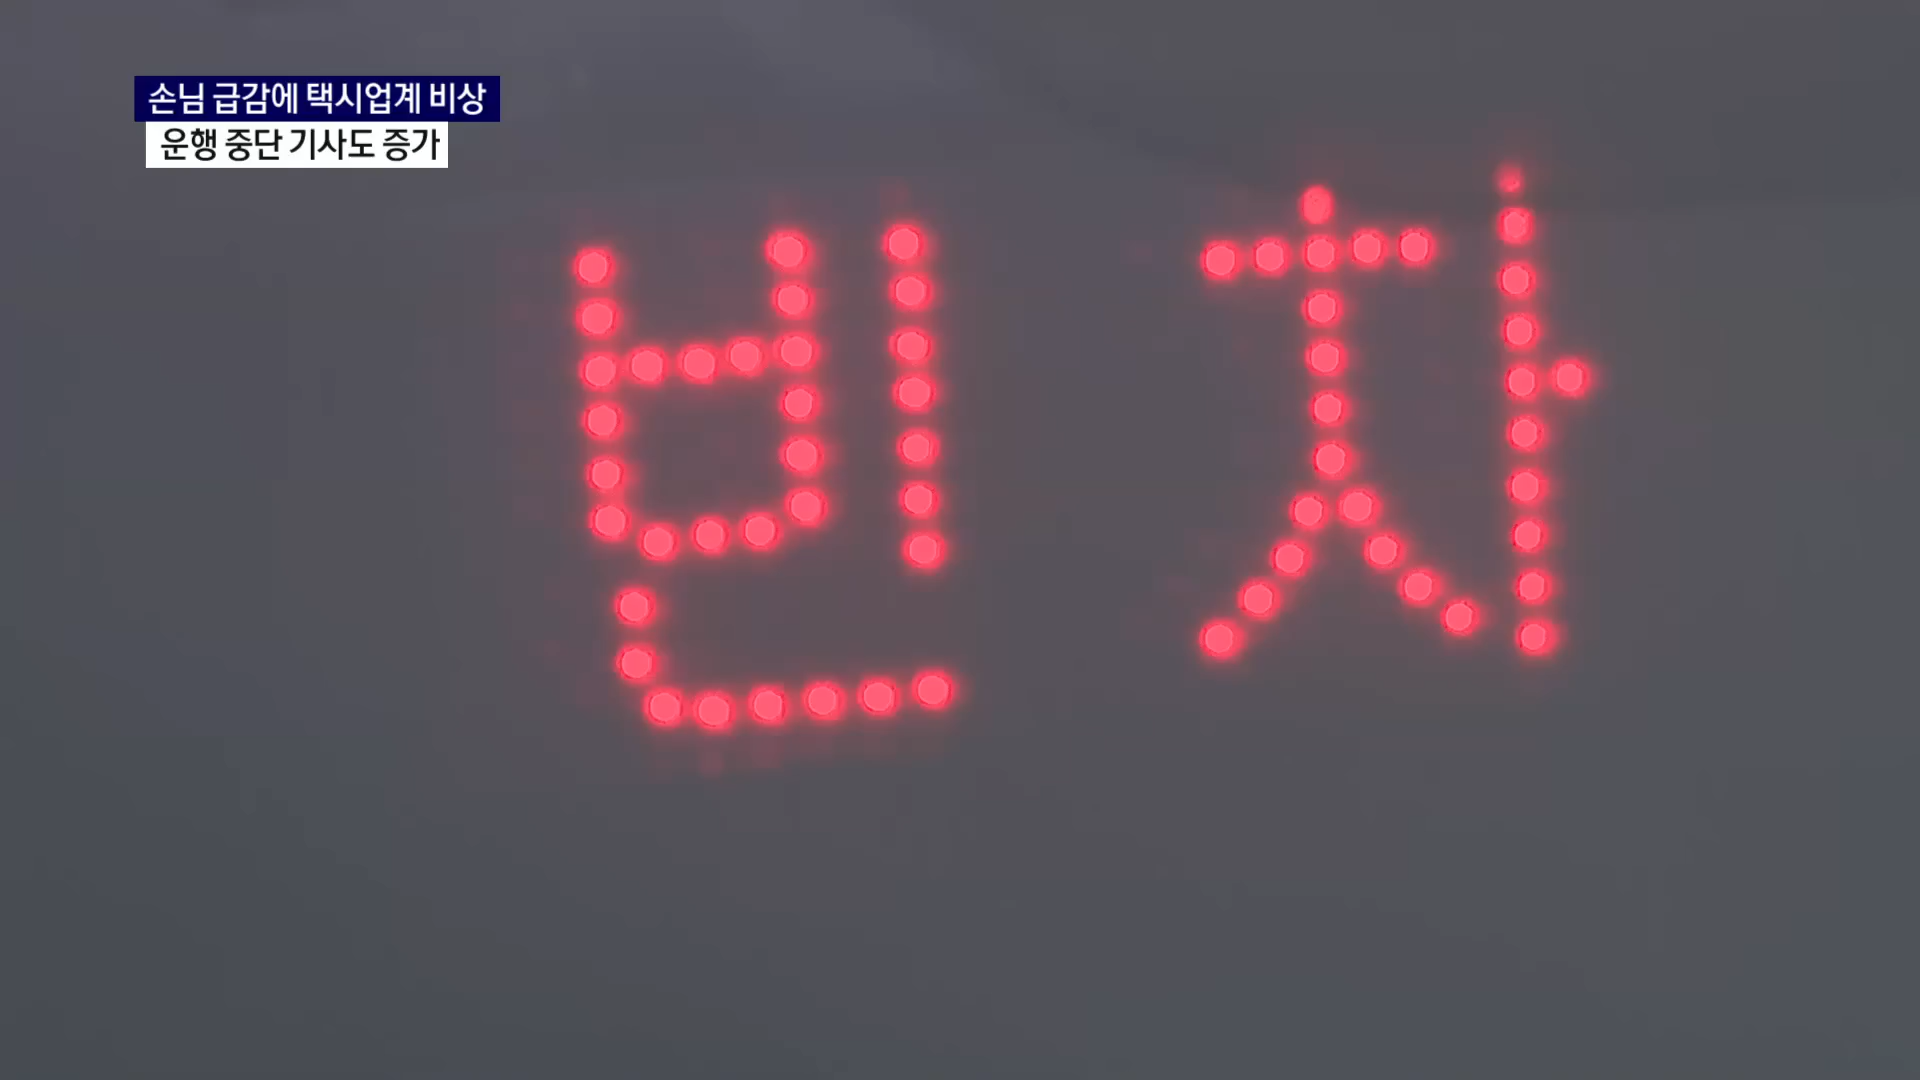 손님 급감에 택시업계 비상
운행 중단 기사도 증가
빈 차